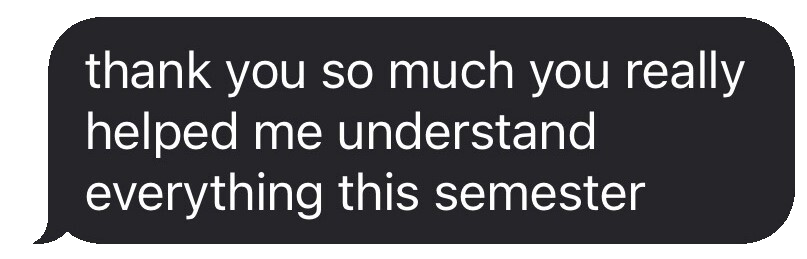 thank you so much you really
helped me understand
everything this semester